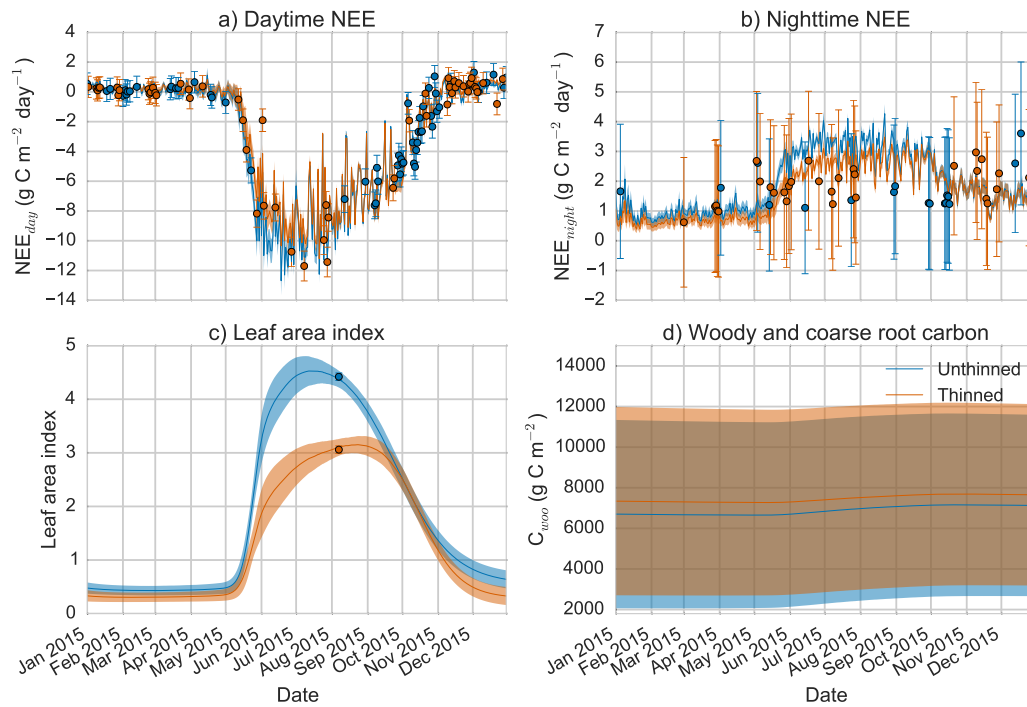 a) Daytime NEE
b) Nighttime NEE
NEE_day (g C m⁻² day⁻¹)
4
2
0
−2
−4
−6
−8
−10
−12
−14
NEE_night (g C m⁻² day⁻¹)
7
6
5
4
3
2
1
0
−1
−2
c) Leaf area index
d) Woody and coarse root carbon
Leaf area index
5
4
3
2
1
0
C_woo (g C m⁻²)
14000
12000
10000
8000
6000
4000
2000
Unthinned
Thinned
Jan 2015
Feb 2015
Mar 2015
Apr 2015
May 2015
Jun 2015
Jul 2015
Aug 2015
Sep 2015
Oct 2015
Nov 2015
Dec 2015
Date
Jan 2015
Feb 2015
Mar 2015
Apr 2015
May 2015
Jun 2015
Jul 2015
Aug 2015
Sep 2015
Oct 2015
Nov 2015
Dec 2015
Date